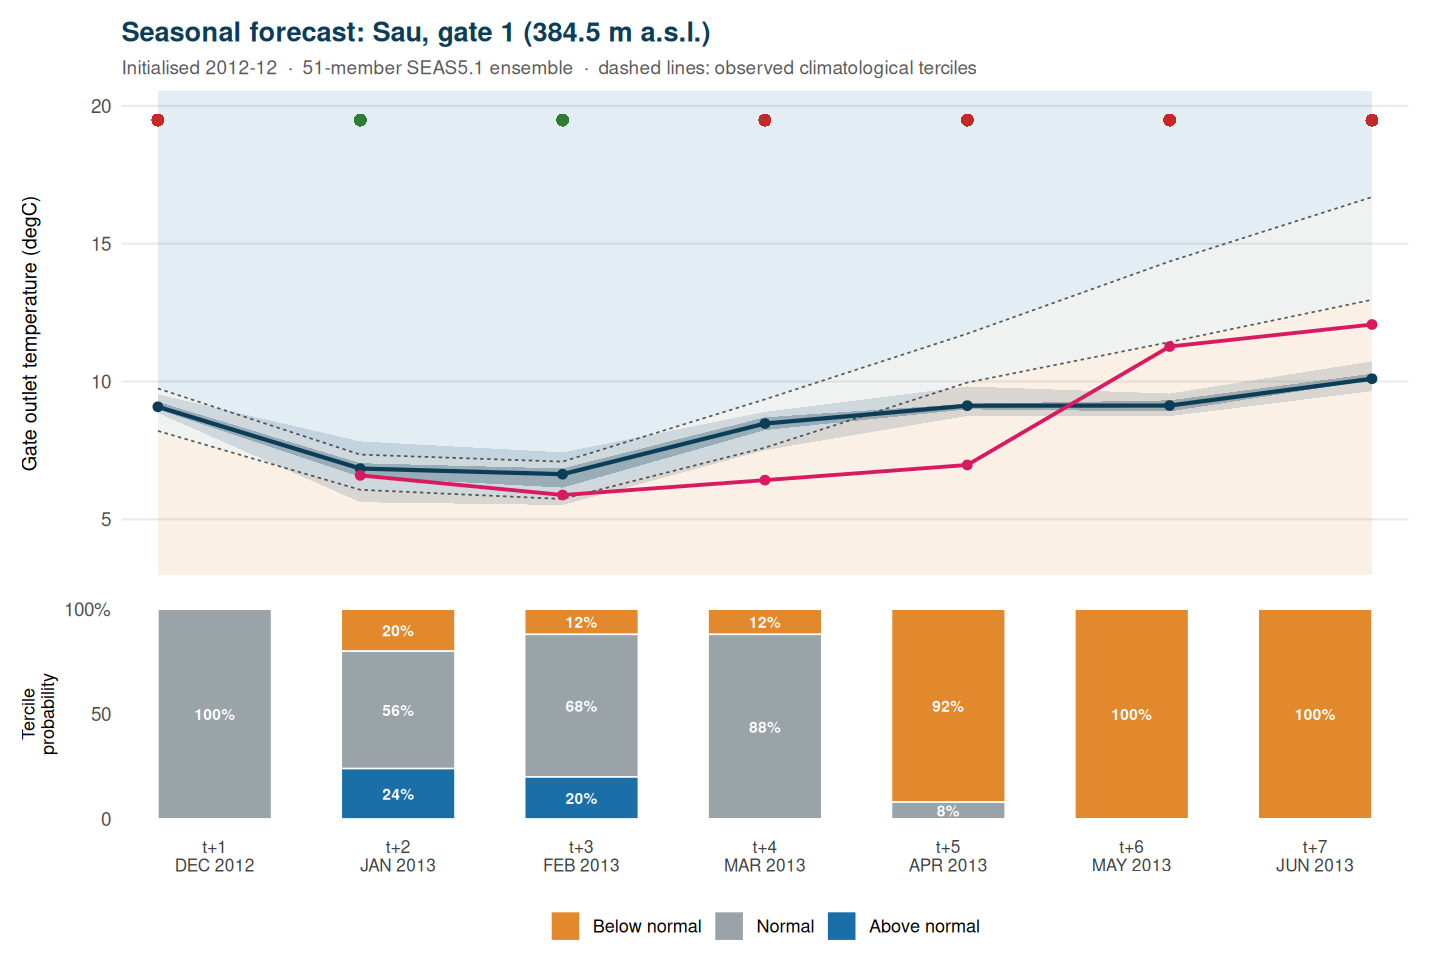 Seasonal forecast: Sau, gate 1 (384.5 m a.s.l.)
Initialised 2012-12 · 51-member SEAS5.1 ensemble · dashed lines: observed climatological terciles
Gate outlet temperature (degC)
20
15
10
5
Tercile
probability
100%
50
0
100%
20%
56%
24%
12%
68%
20%
12%
88%
92%
8%
100%
100%
t+1
DEC 2012
t+2
JAN 2013
t+3
FEB 2013
t+4
MAR 2013
t+5
APR 2013
t+6
MAY 2013
t+7
JUN 2013
Below normal
Normal
Above normal